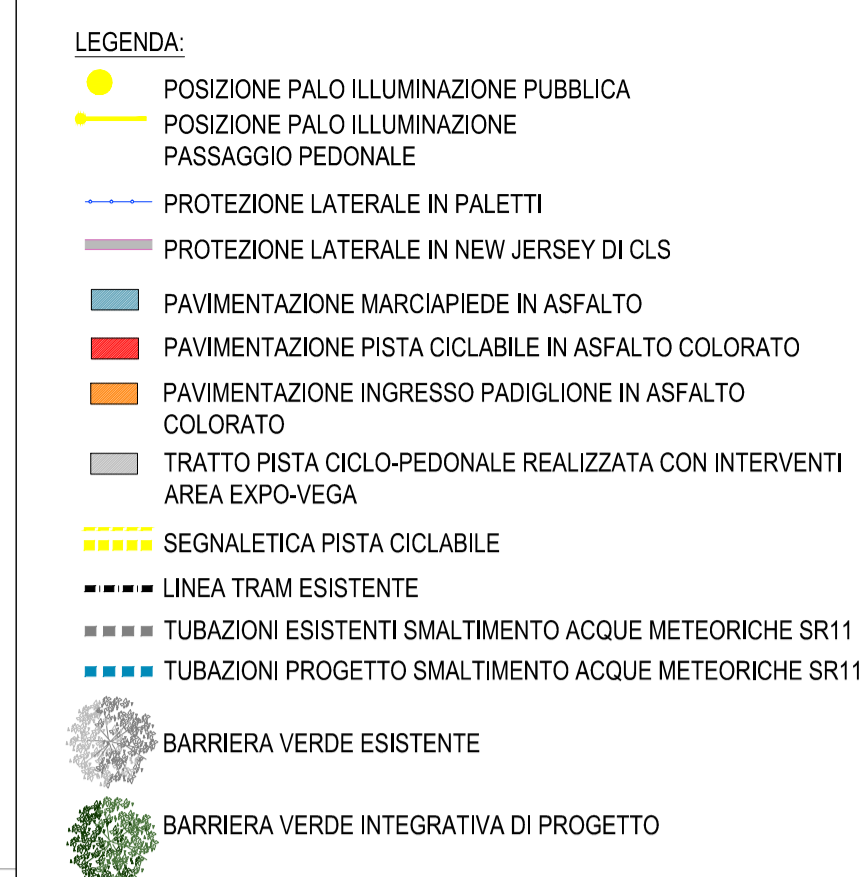 LEGENDA:
POSIZIONE PALO ILLUMINAZIONE PUBBLICA
POSIZIONE PALO ILLUMINAZIONE
PASSAGGIO PEDONALE
PROTEZIONE LATERALE IN PALETTI
PROTEZIONE LATERALE IN NEW JERSEY DI CLS
PAVIMENTAZIONE MARCIAPIEDE IN ASFALTO
PAVIMENTAZIONE PISTA CICLABILE IN ASFALTO COLORATO
PAVIMENTAZIONE INGRESSO PADIGLIONE IN ASFALTO
COLORATO
TRATTO PISTA CICLO-PEDONALE REALIZZATA CON INTERVENTI
AREA EXPO-VEGA
SEGNALETICA PISTA CICLABILE
LINEA TRAM ESISTENTE
TUBAZIONI ESISTENTI SMALTIMENTO ACQUE METEORICHE SR11
TUBAZIONI PROGETTO SMALTIMENTO ACQUE METEORICHE SR11
BARRIERA VERDE ESISTENTE
BARRIERA VERDE INTEGRATIVA DI PROGETTO